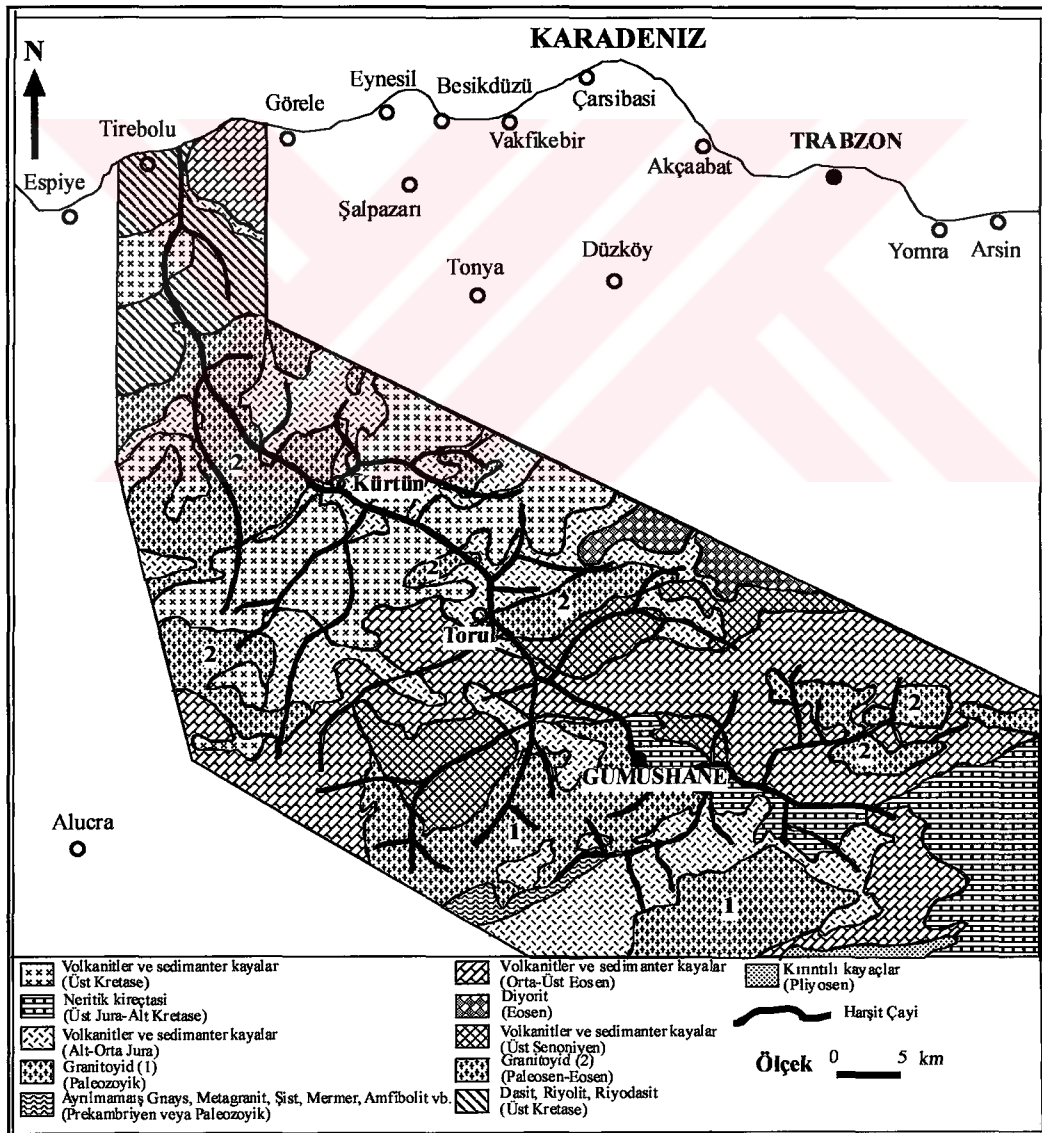 KARADENIZ
N
Eynesil
Besikdüzü
Çarsibasi
Görele
Tirebolu
Vakfikebir
Akçaabat
TRABZON
Espiye
Şalpazarı
Yomra
Arsin
Düzköy
Tonya
2
Kürtün
2
2
Torul
2
2
2
GÜMÜSHANE
Alucra
1
1
Volkanitler ve sedimanter kayalar
(Üst Kretase)
Neritik kireçtasi
(Üst Jura-Alt Kretase)
Volkanitler ve sedimanter kayalar
(Alt-Orta Jura)
Granitoyid (1)
(Paleozoyik)
Ayrılmamış Gnays, Metagranit, Şist, Mermer, Amfibolit vb.
(Prekambriyen veya Paleozoyik)
Volkanitler ve sedimanter kayalar
(Orta-Üst Eosen)
Diyorit
(Eosen)
Volkanitler ve sedimanter kayalar
(Üst Senoniyen)
Granitoyid (2)
(Paleosen-Eosen)
Dasit, Riyolit, Riyodasit
(Üst Kretase)
Kırıntılı kayaçlar
(Pliyosen)
Harşit Çayi
Ölçek 0 5 km